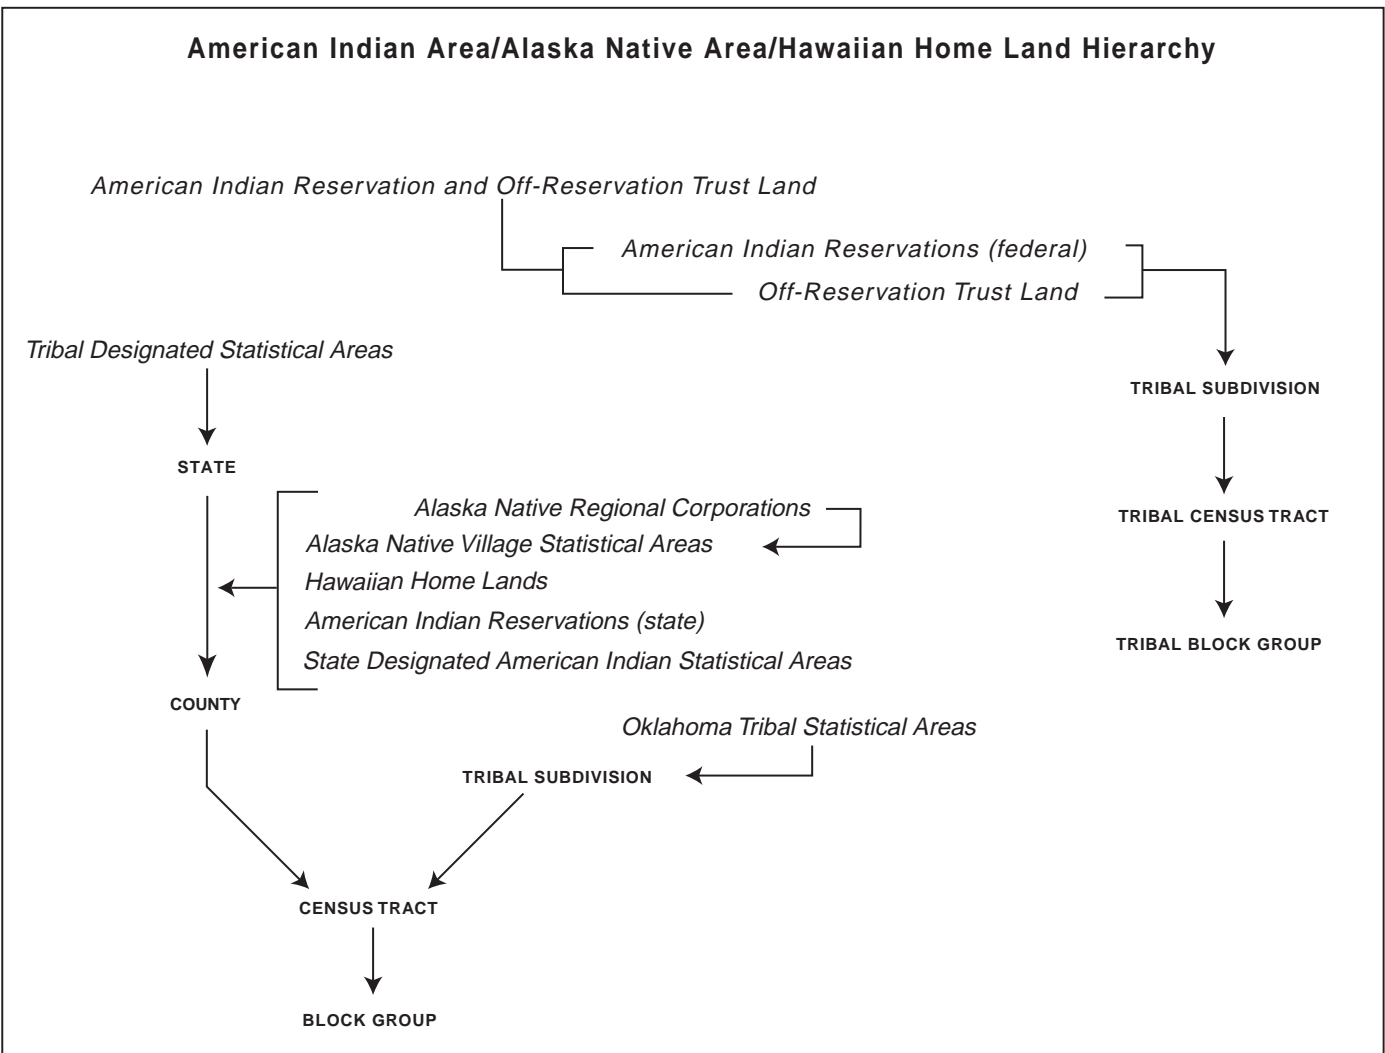 American Indian Area/Alaska Native Area/Hawaiian Home Land Hierarchy
American Indian Reservation and Off-Reservation Trust Land
American Indian Reservations (federal)
Off-Reservation Trust Land
Tribal Designated Statistical Areas
TRIBAL SUBDIVISION
STATE
Alaska Native Regional Corporations
TRIBAL CENSUS TRACT
Alaska Native Village Statistical Areas
Hawaiian Home Lands
American Indian Reservations (state)
TRIBAL BLOCK GROUP
State Designated American Indian Statistical Areas
COUNTY
Oklahoma Tribal Statistical Areas
TRIBAL SUBDIVISION
CENSUS TRACT
BLOCK GROUP